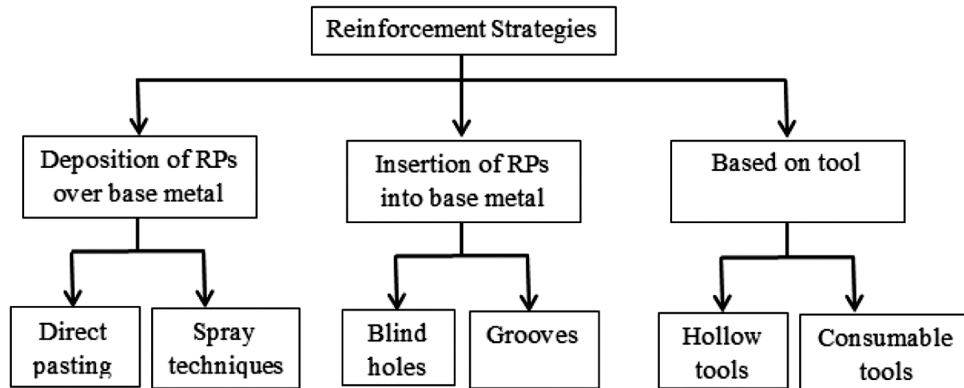 Reinforcement Strategies
Deposition of RPs
over base metal
Insertion of RPs
into base metal
Based on tool
Direct
pasting
Spray
techniques
Blind
holes
Grooves
Hollow
tools
Consumable
tools